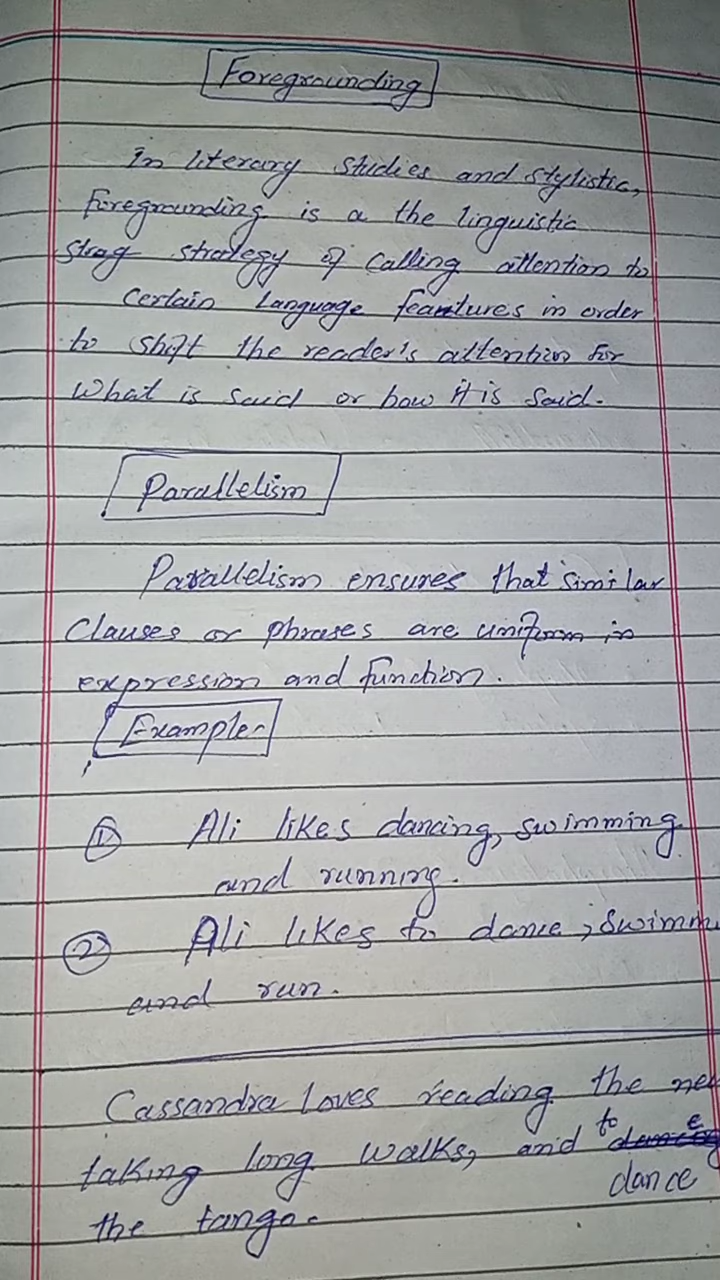 Foregrounding
In literary studies and stylistic,
Foregrounding is a the linguistic
strag strategy of calling attention to
certain language features in order
to shift the reader's attention for
what is said or how it is said.
Parallelism
Parallelism ensures that similar
Clauses or phrases are uniform in
expression and function.
Example-
1 Ali likes dancing, swimming
and running.
2 Ali likes to dance, swimm
and run.
Cassandra loves reading the new
taking long walks, and to
dance
the tango.